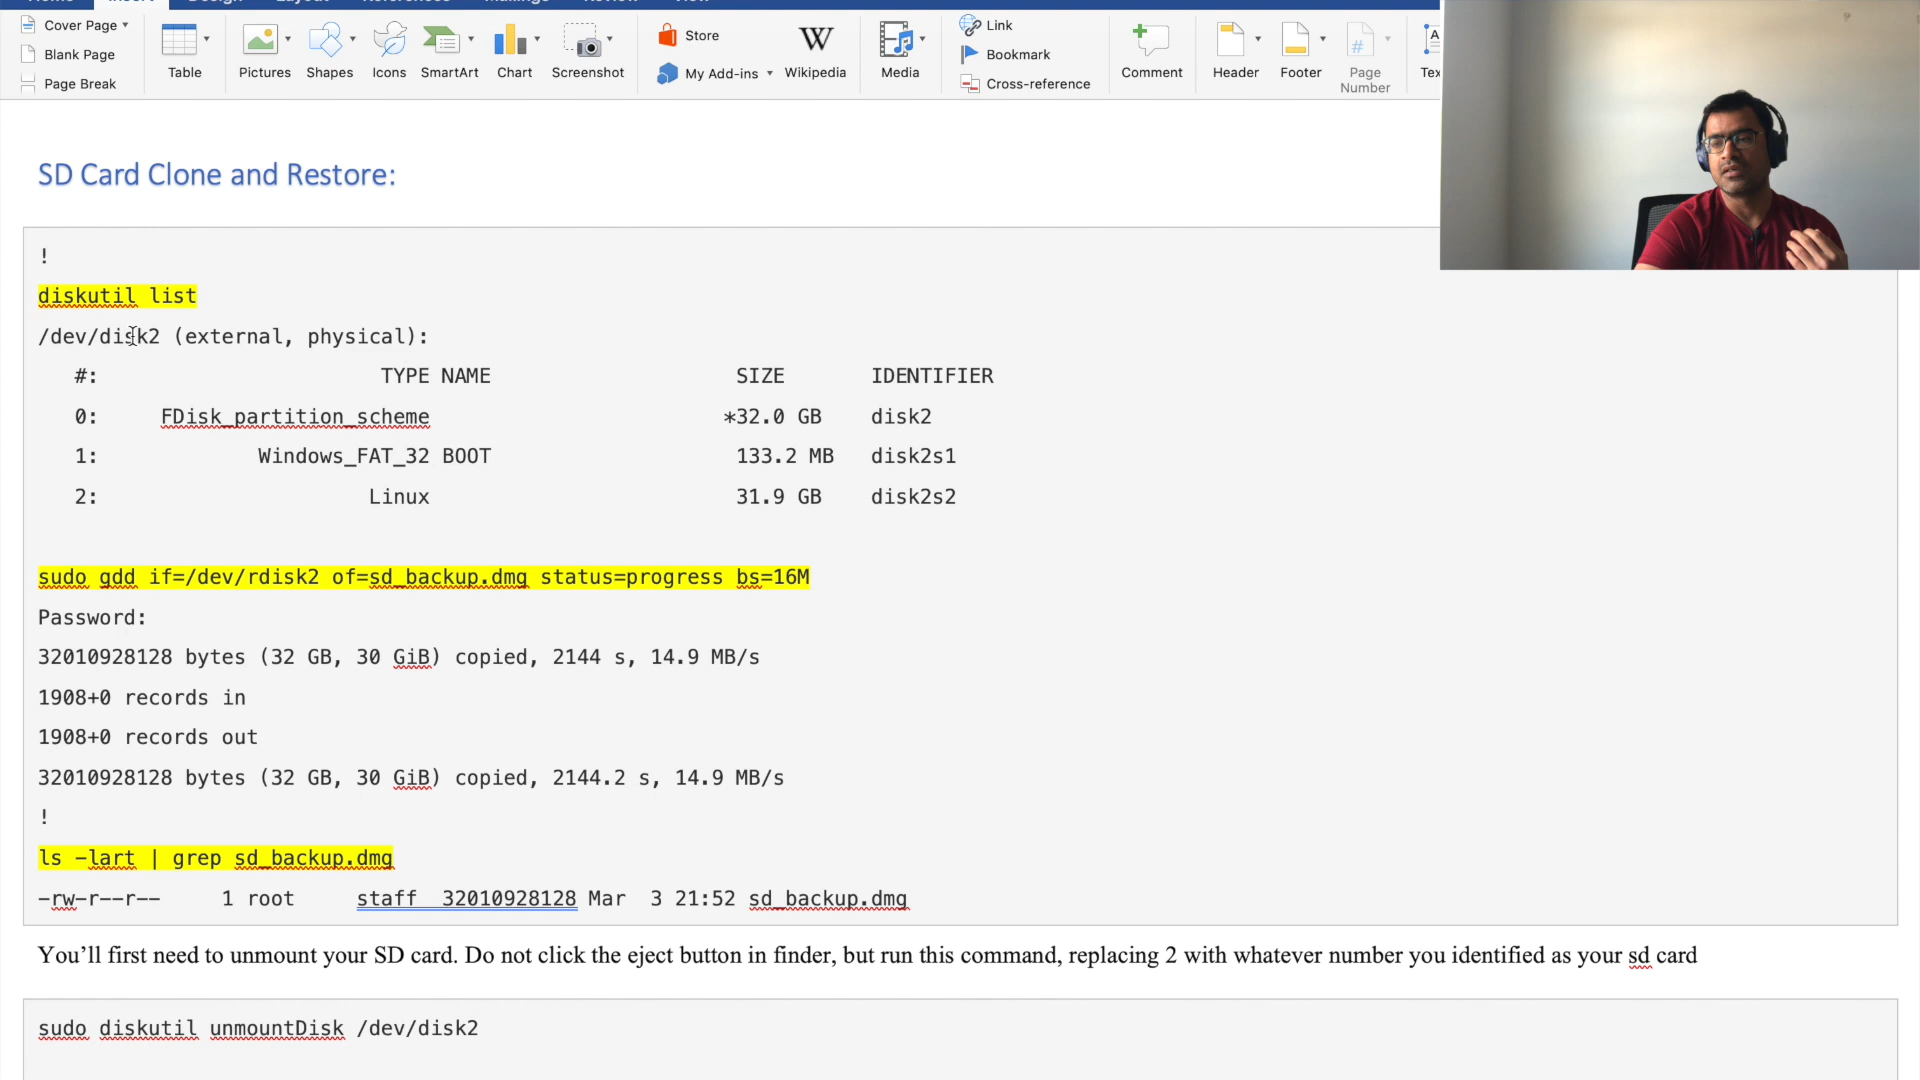 Cover Page
Blank Page
Page Break
Table
Pictures
Shapes
Icons
SmartArt
Chart
Screenshot
Store
My Add-ins
W
Wikipedia
Media
Link
Bookmark
Cross-reference
Comment
Header
Footer
#
Page
Number
A
SD Card Clone and Restore:
!
diskutil list
/dev/disk2 (external, physical):
#: TYPE NAME SIZE IDENTIFIER
0: FDisk_partition_scheme *32.0 GB disk2
1: Windows_FAT_32 BOOT 133.2 MB disk2s1
2: Linux 31.9 GB disk2s2
sudo gdd if=/dev/rdisk2 of=sd_backup.dmg status=progress bs=16M
Password:
32010928128 bytes (32 GB, 30 GiB) copied, 2144 s, 14.9 MB/s
1908+0 records in
1908+0 records out
32010928128 bytes (32 GB, 30 GiB) copied, 2144.2 s, 14.9 MB/s
!
ls -lart | grep sd_backup.dmg
-rw-r--r-- 1 root staff 32010928128 Mar 3 21:52 sd_backup.dmg
You’ll first need to unmount your SD card. Do not click the eject button in finder, but run this command, replacing 2 with whatever number you identified as your sd card
sudo diskutil unmountDisk /dev/disk2